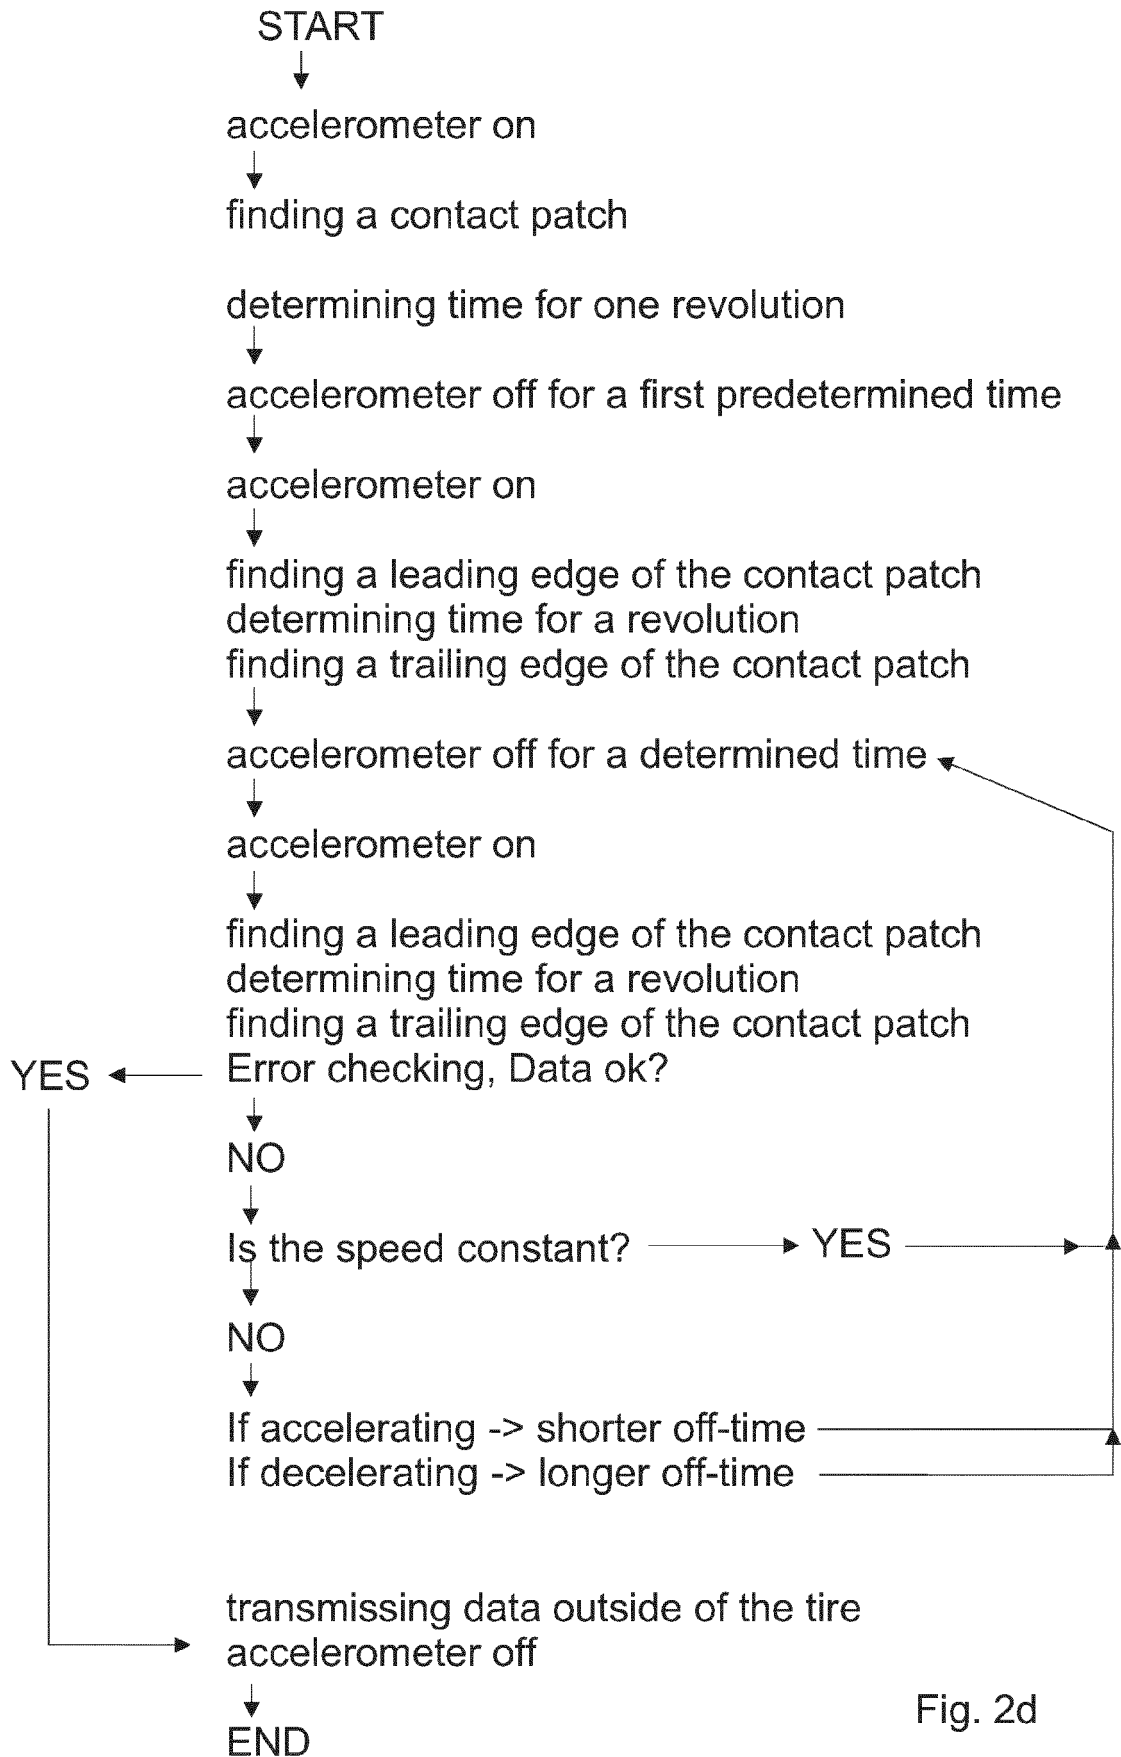 START
accelerometer on
finding a contact patch
determining time for one revolution
accelerometer off for a first predetermined time
accelerometer on
finding a leading edge of the contact patch
determining time for a revolution
finding a trailing edge of the contact patch
accelerometer off for a determined time
accelerometer on
finding a leading edge of the contact patch
determining time for a revolution
finding a trailing edge of the contact patch
YES
Error checking, Data ok?
NO
Is the speed constant?
YES
NO
If accelerating -> shorter off-time
If decelerating -> longer off-time
transmissing data outside of the tire
accelerometer off
END
Fig. 2d